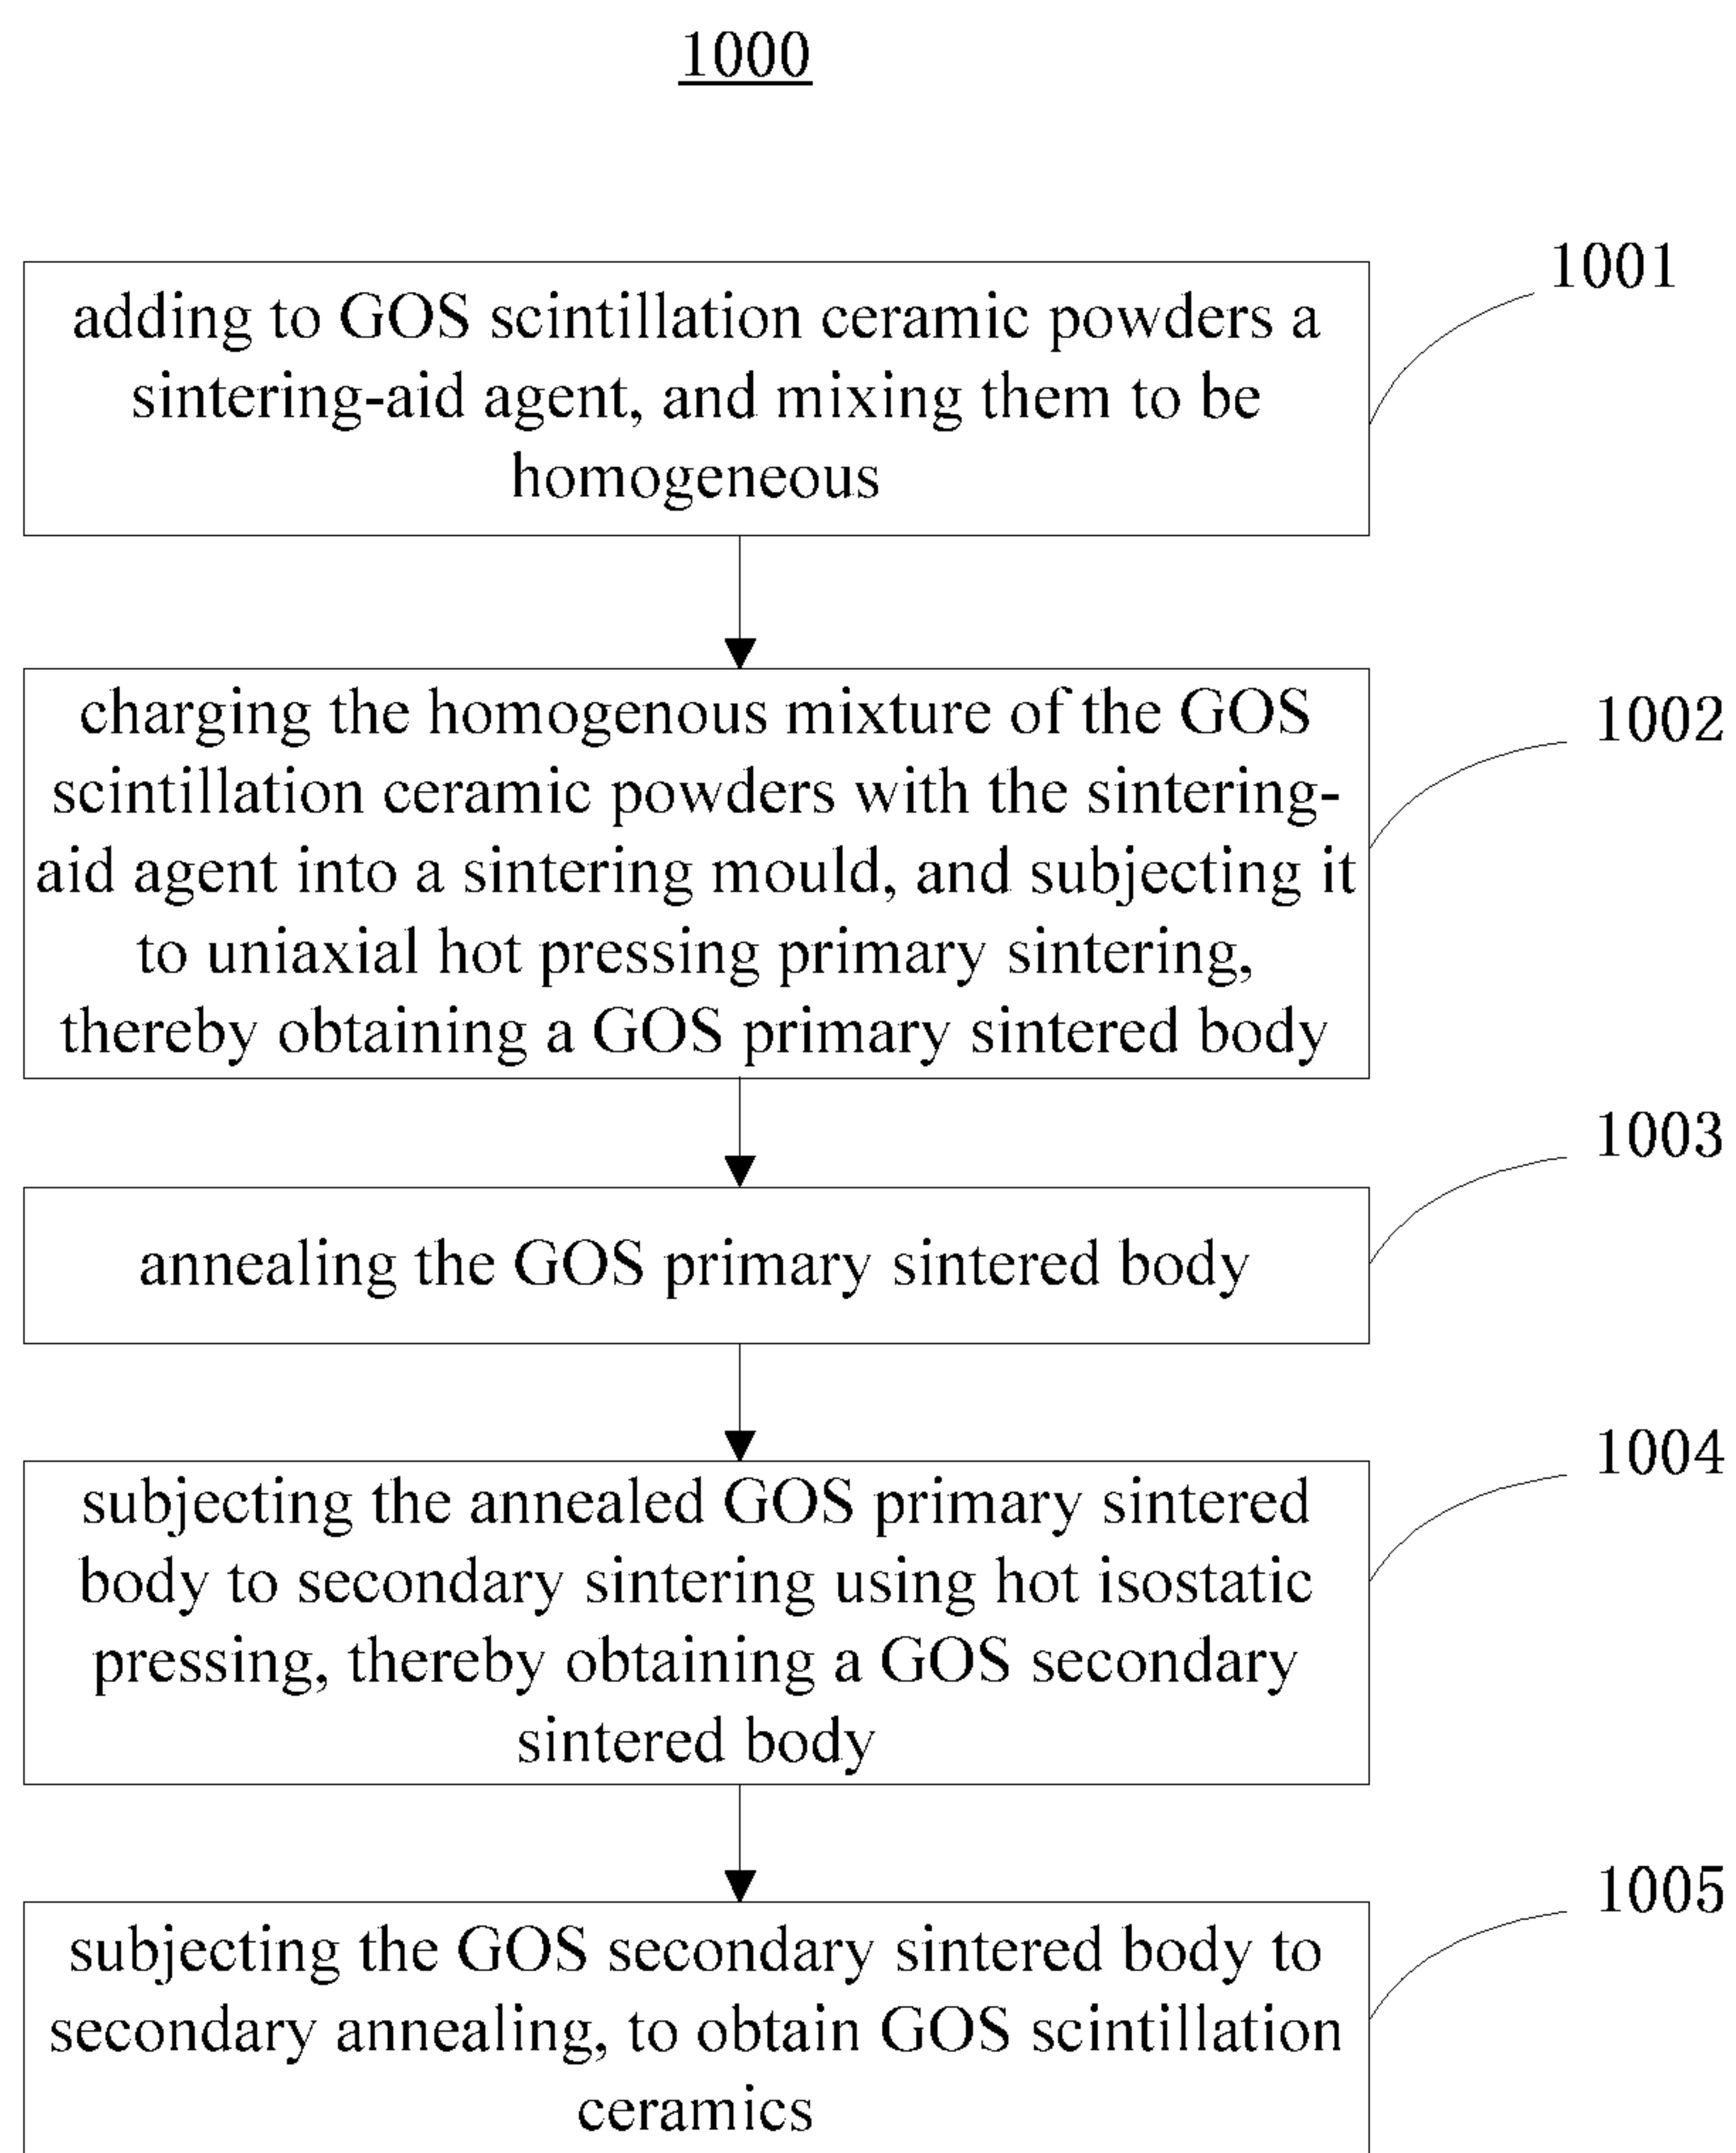 1000
1001
adding to GOS scintillation ceramic powders a
sintering-aid agent, and mixing them to be
homogeneous
1002
charging the homogenous mixture of the GOS
scintillation ceramic powders with the sintering-
aid agent into a sintering mould, and subjecting it
to uniaxial hot pressing primary sintering,
thereby obtaining a GOS primary sintered body
1003
annealing the GOS primary sintered body
1004
subjecting the annealed GOS primary sintered
body to secondary sintering using hot isostatic
pressing, thereby obtaining a GOS secondary
sintered body
1005
subjecting the GOS secondary sintered body to
secondary annealing, to obtain GOS scintillation
ceramics